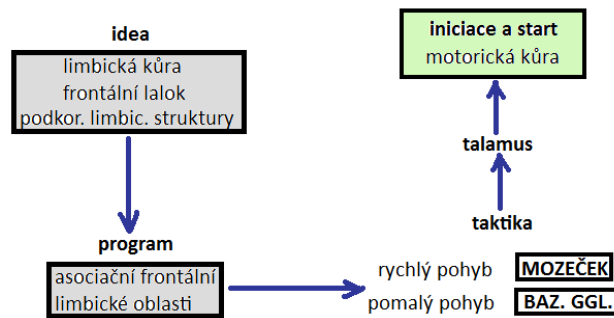 idea
limbická kůra
frontální lalok
podkor. limbic. struktury
program
asociační frontální
limbické oblasti
iniciace a start
motorická kůra
talamus
taktika
rychlý pohyb MOZEČEK
pomalý pohyb BAZ. GGL.